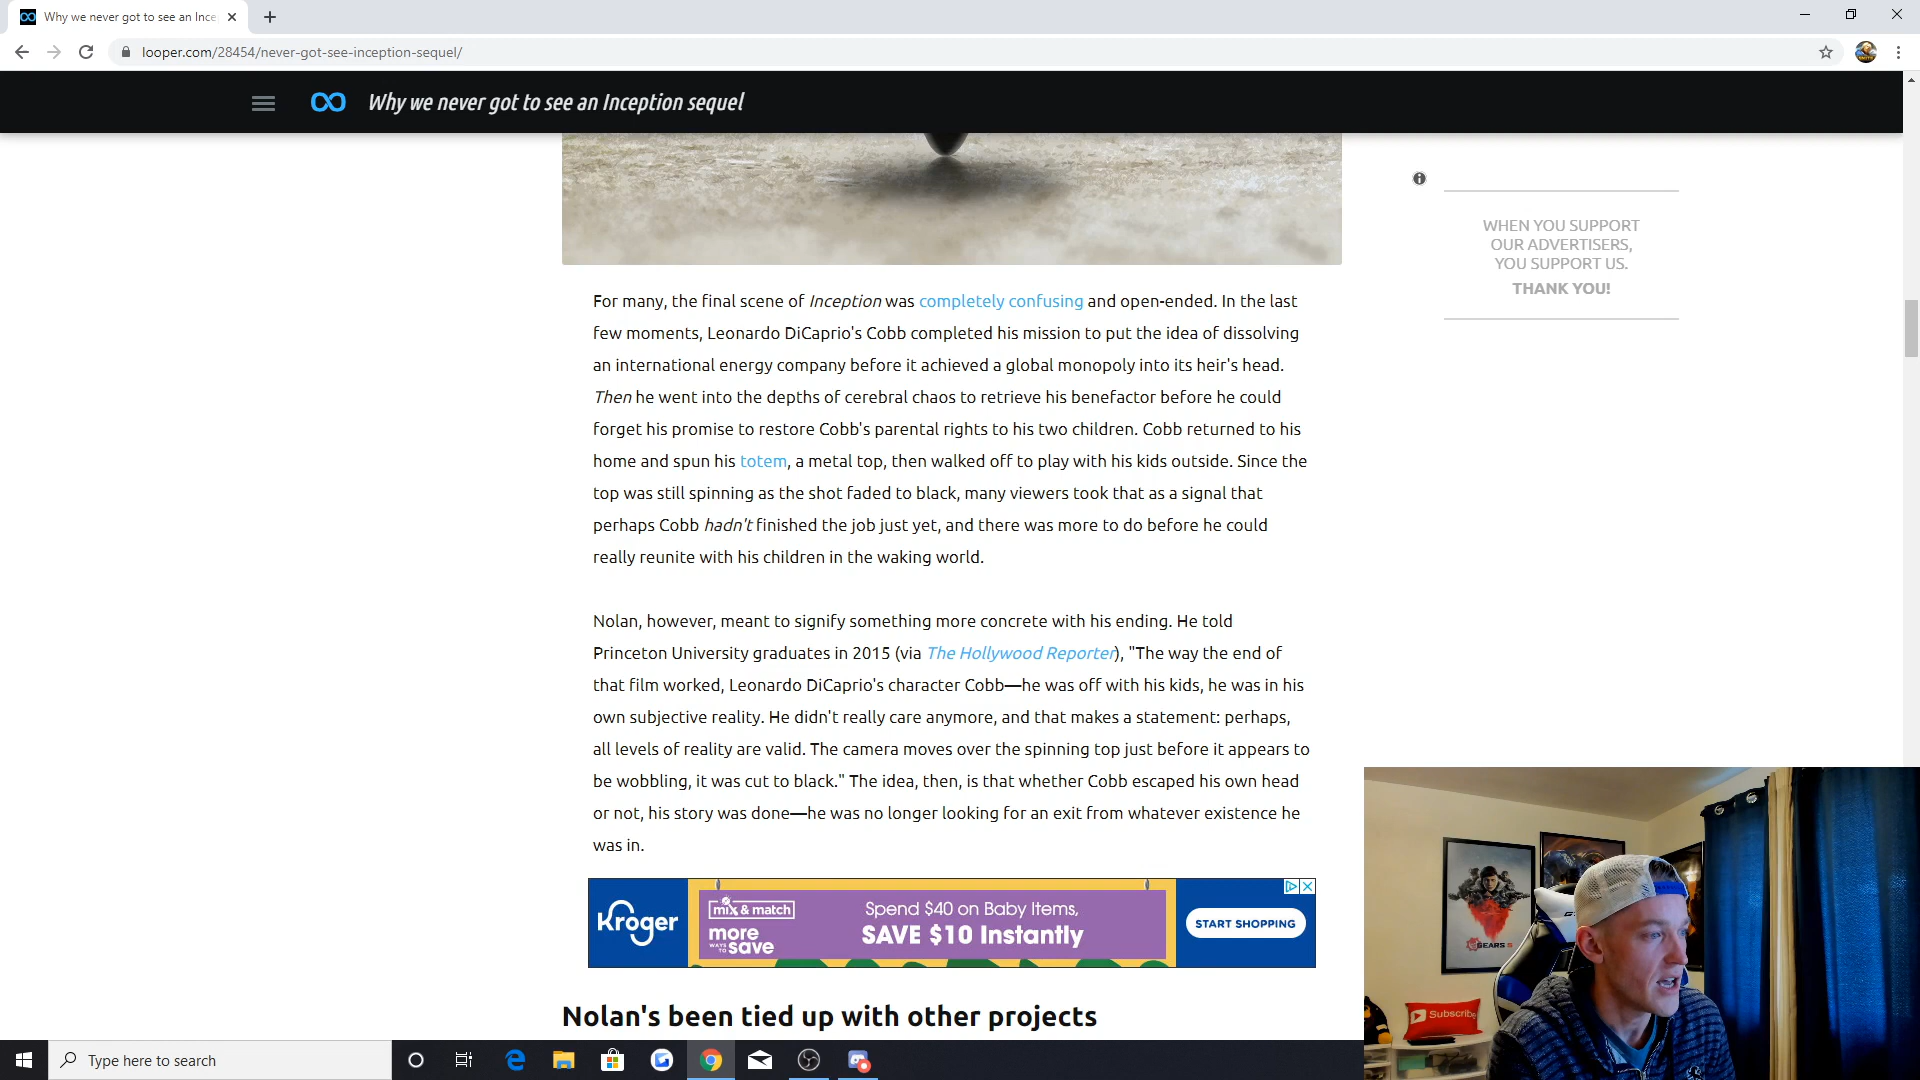 Why we never got to see an Ince
looper.com/28454/never-got-see-inception-sequel/
Why we never got to see an Inception sequel
WHEN YOU SUPPORT
OUR ADVERTISERS,
YOU SUPPORT US.
THANK YOU!
For many, the final scene of Inception was completely confusing and open-ended. In the last
few moments, Leonardo DiCaprio's Cobb completed his mission to put the idea of dissolving
an international energy company before it achieved a global monopoly into its heir's head.
Then he went into the depths of cerebral chaos to retrieve his benefactor before he could
forget his promise to restore Cobb's parental rights to his two children. Cobb returned to his
home and spun his totem, a metal top, then walked off to play with his kids outside. Since the
top was still spinning as the shot faded to black, many viewers took that as a signal that
perhaps Cobb hadn't finished the job just yet, and there was more to do before he could
really reunite with his children in the waking world.
Nolan, however, meant to signify something more concrete with his ending. He told
Princeton University graduates in 2015 (via The Hollywood Reporter), "The way the end of
that film worked, Leonardo DiCaprio's character Cobb—he was off with his kids, he was in his
own subjective reality. He didn't really care anymore, and that makes a statement: perhaps,
all levels of reality are valid. The camera moves over the spinning top just before it appears to
be wobbling, it was cut to black." The idea, then, is that whether Cobb escaped his own head
or not, his story was done—he was no longer looking for an exit from whatever existence he
was in.
Kroger
mix & match
more
WAYS TO save
Spend $40 on Baby Items,
SAVE $10 Instantly
START SHOPPING
Nolan's been tied up with other projects
GEARS 5
Subscribe
Type here to search